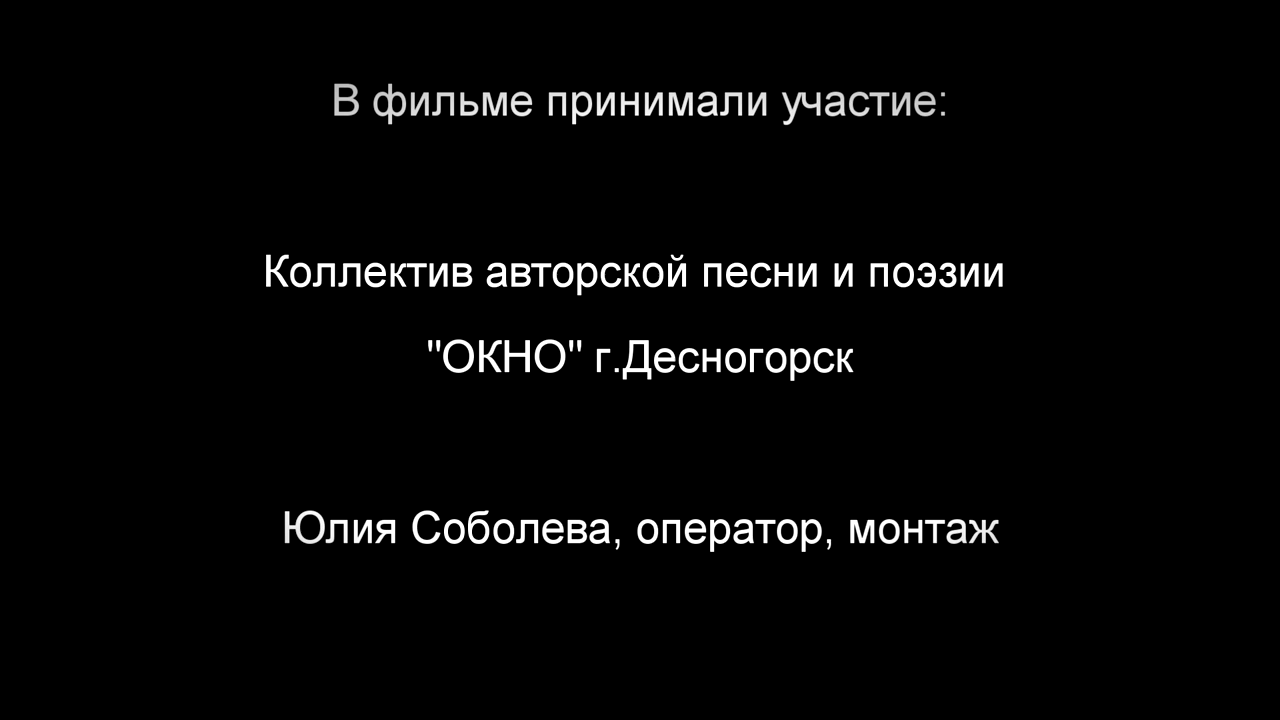 В фильме принимали участие:
Коллектив авторской песни и поэзии
"ОКНО" г.Десногорск
Юлия Соболева, оператор, монтаж